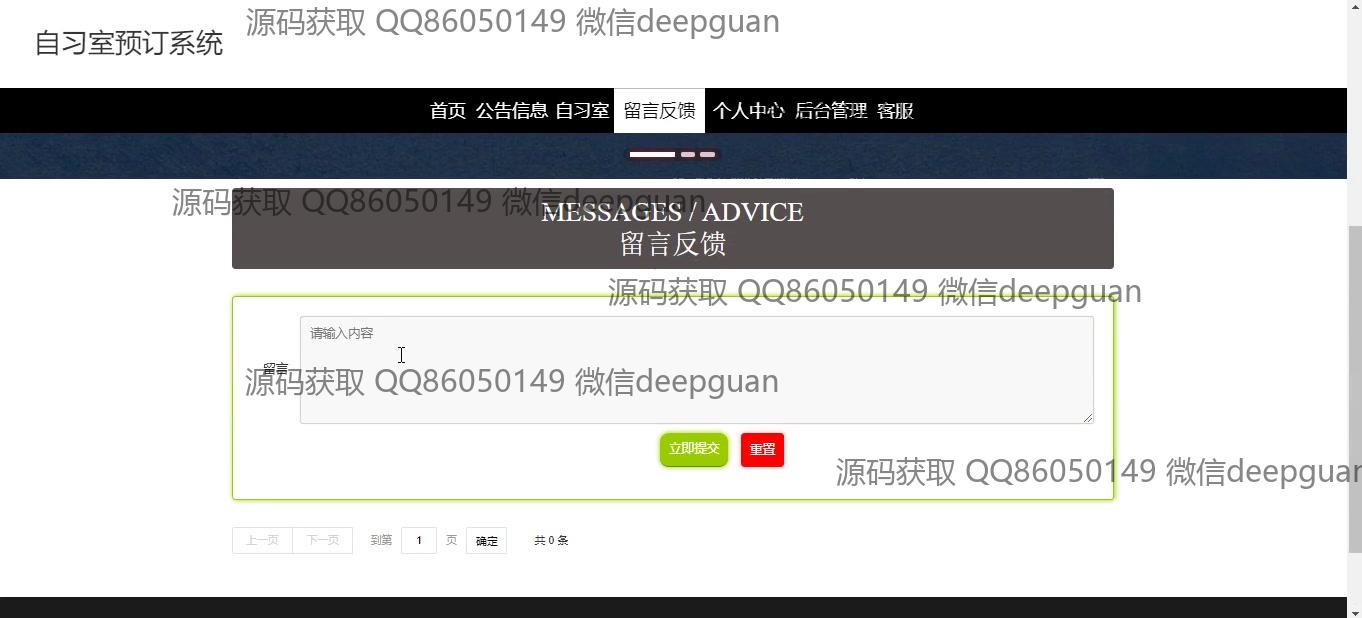 源码获取 QQ86050149 微信deepguan
自习室预订系统
首页 公告信息 自习室 留言反馈 个人中心 后台管理 客服
源码获取 QQ86050149 微信deepguan
MESSAGES / ADVICE
留言反馈
源码获取 QQ86050149 微信deepguan
请输入内容
留言
源码获取 QQ86050149 微信deepguan
立即提交 重置
源码获取 QQ86050149 微信deepguan
上一页 下一页 到第 1 页 确定 共 0 条